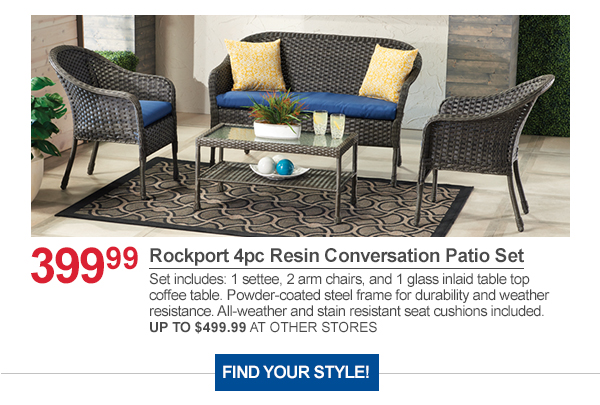 399.99
Rockport 4pc Resin Conversation Patio Set
Set includes: 1 settee, 2 arm chairs, and 1 glass inlaid table top
coffee table. Powder-coated steel frame for durability and weather
resistance. All-weather and stain resistant seat cushions included.
UP TO $499.99 AT OTHER STORES
FIND YOUR STYLE!